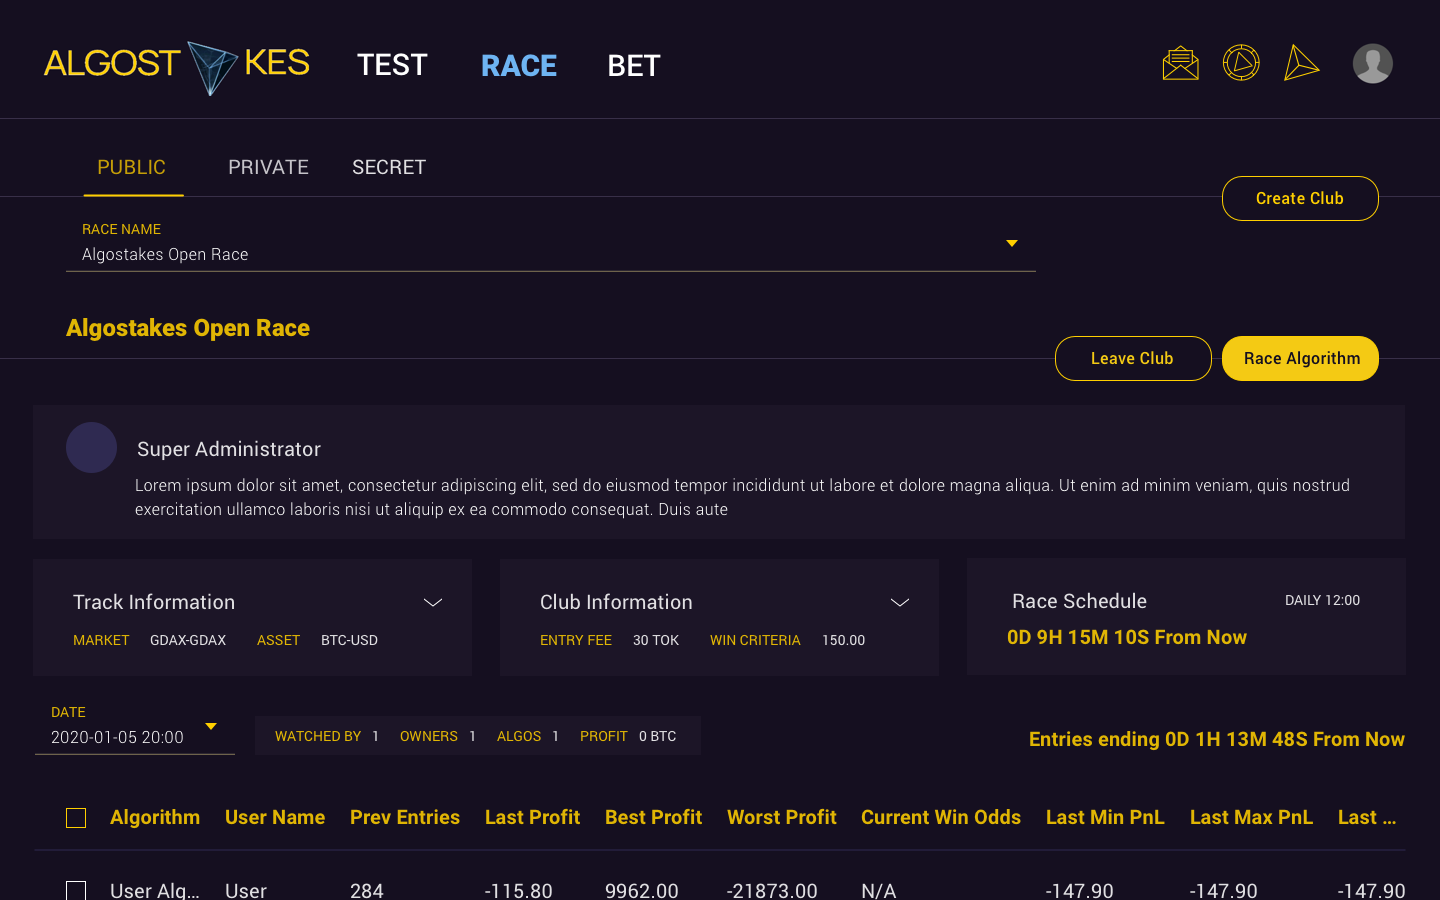 ALGOST KES TEST RACE BET
PUBLIC PRIVATE SECRET
Create Club
RACE NAME
Algostakes Open Race
Algostakes Open Race
Leave Club Race Algorithm
Super Administrator
Lorem ipsum dolor sit amet, consectetur adipiscing elit, sed do eiusmod tempor incididunt ut labore et dolore magna aliqua. Ut enim ad minim veniam, quis nostrud
exercitation ullamco laboris nisi ut aliquip ex ea commodo consequat. Duis aute
Track Information
MARKET GDAX-GDAX ASSET BTC-USD
Club Information
ENTRY FEE 30 TOK WIN CRITERIA 150.00
Race Schedule DAILY 12:00
0D 9H 15M 10S From Now
DATE
2020-01-05 20:00
WATCHED BY 1 OWNERS 1 ALGOS 1 PROFIT 0 BTC
Entries ending 0D 1H 13M 48S From Now
Algorithm User Name Prev Entries Last Profit Best Profit Worst Profit Current Win Odds Last Min PnL Last Max PnL Last ...
User Alg... User 284 -115.80 9962.00 -21873.00 N/A -147.90 -147.90 -147.90